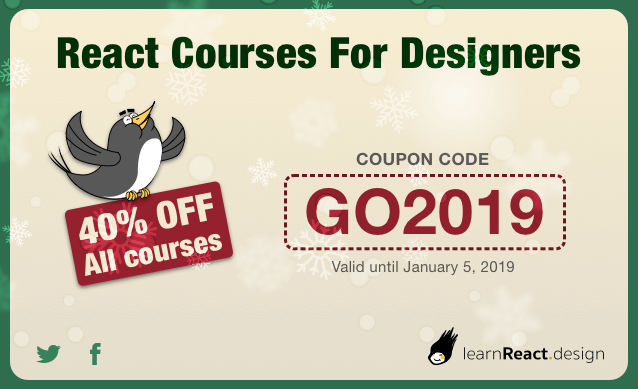 React Courses For Designers
40% OFF
All courses
COUPON CODE
GO2019
Valid until January 5, 2019
learnReact.design